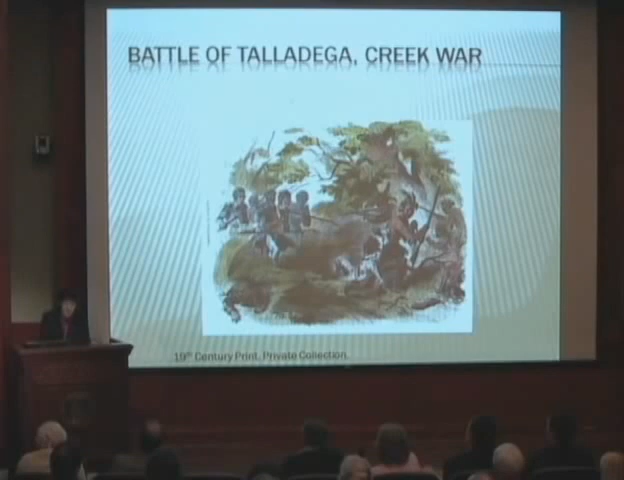 BATTLE OF TALLADEGA, CREEK WAR
19th Century Print, Private Collection.